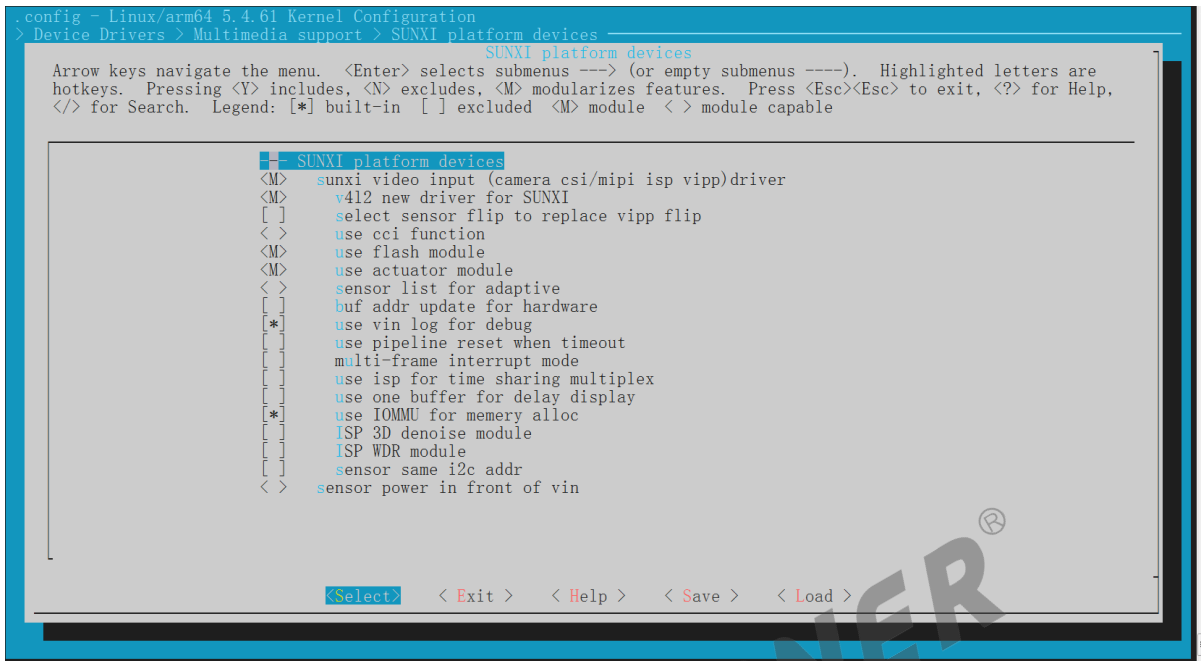 .config - Linux/arm64 5.4.61 Kernel Configuration
> Device Drivers > Multimedia support > SUNXI platform devices
SUNXI platform devices
Arrow keys navigate the menu.  <Enter> selects submenus ---> (or empty submenus ----).  Highlighted letters are
hotkeys.  Pressing <Y> includes, <N> excludes, <M> modularizes features.  Press <Esc><Esc> to exit, <?> for Help,
</> for Search.  Legend: [*] built-in  [ ] excluded  <M> module  < > module capable
--- SUNXI platform devices
<M>   sunxi video input (camera csi/mipi isp vipp)driver
<M>     v4l2 new driver for SUNXI
[ ]     select sensor flip to replace vipp flip
< >     use cci function
<M>     use flash module
<M>     use actuator module
< >     sensor list for adaptive
[ ]     buf addr update for hardware
[*]     use vin log for debug
[ ]     use pipeline reset when timeout
[ ]     multi-frame interrupt mode
[ ]     use isp for time sharing multiplex
[ ]     use one buffer for delay display
[*]     use IOMMU for memery alloc
[ ]     ISP 3D denoise module
[ ]     ISP WDR module
[ ]     sensor same i2c addr
< >   sensor power in front of vin
<Select>    < Exit >    < Help >    < Save >    < Load >